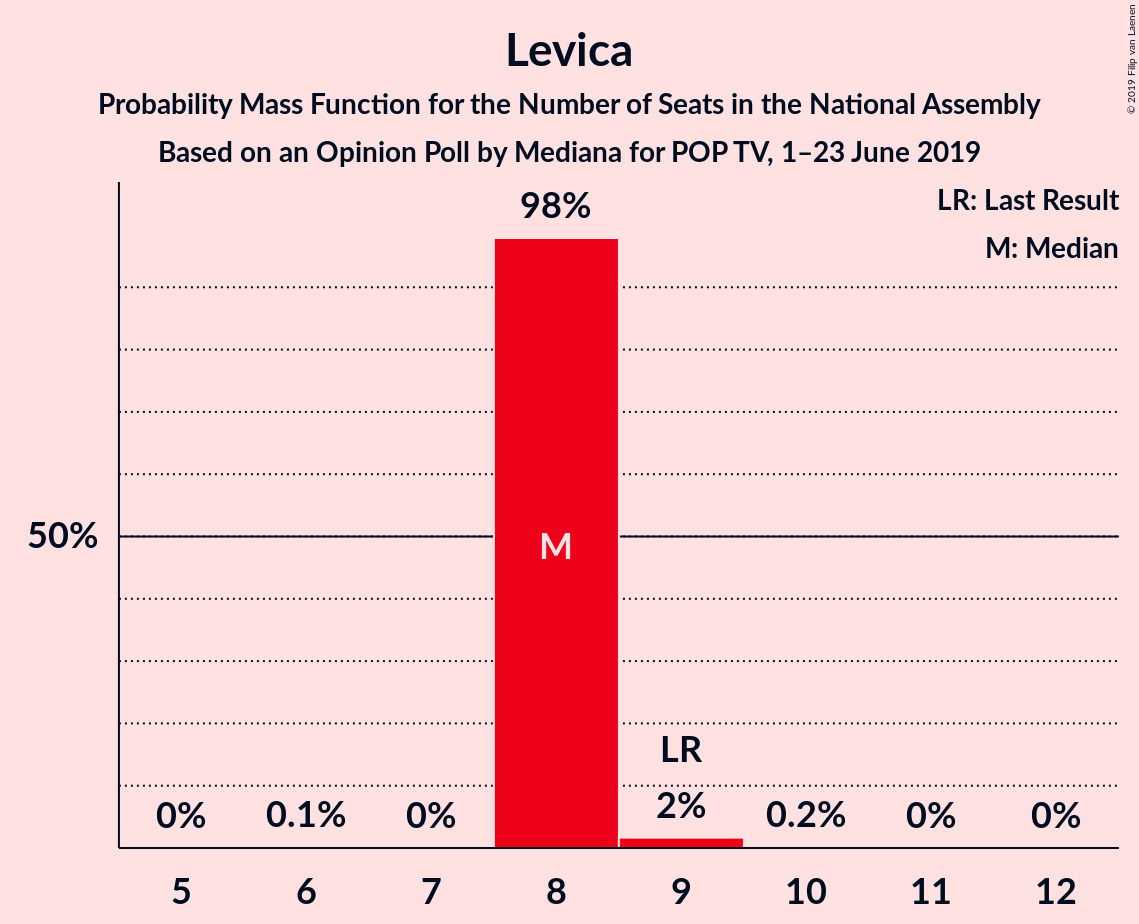 Levica
Probability Mass Function for the Number of Seats in the National Assembly
Based on an Opinion Poll by Mediana for POP TV, 1–23 June 2019
© 2019 Filip van Laenen
LR: Last Result
M: Median
98%
50%
M
LR
0% 0.1% 0% 2% 0.2% 0% 0%
5 6 7 8 9 10 11 12